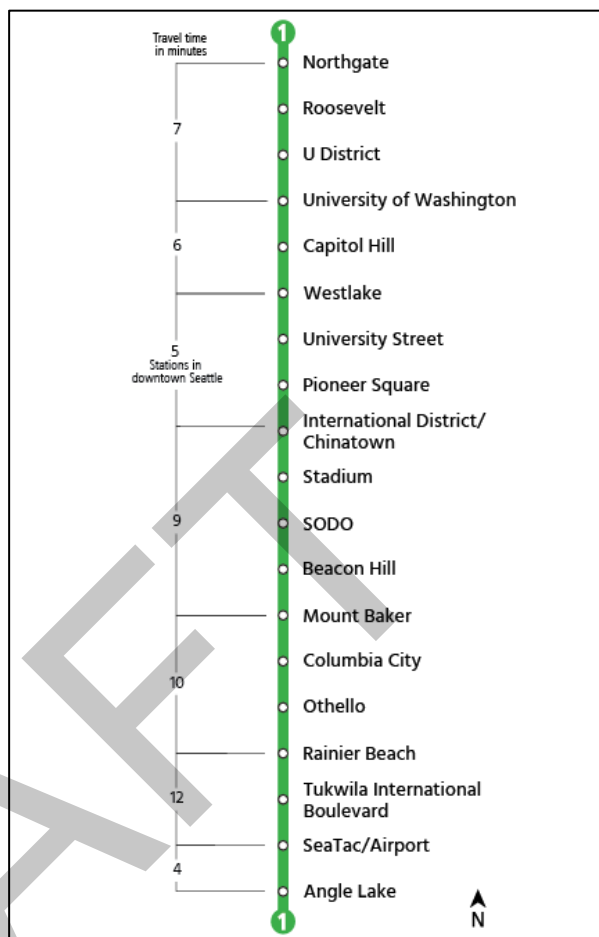 1
Travel time
in minutes
Northgate
Roosevelt
7
U District
University of Washington
6
Capitol Hill
Westlake
University Street
5
Stations in
downtown Seattle
Pioneer Square
International District/
Chinatown
Stadium
9
SODO
Beacon Hill
Mount Baker
Columbia City
10
Othello
Rainier Beach
12
Tukwila International
Boulevard
SeaTac/Airport
4
Angle Lake
1
N
AFT